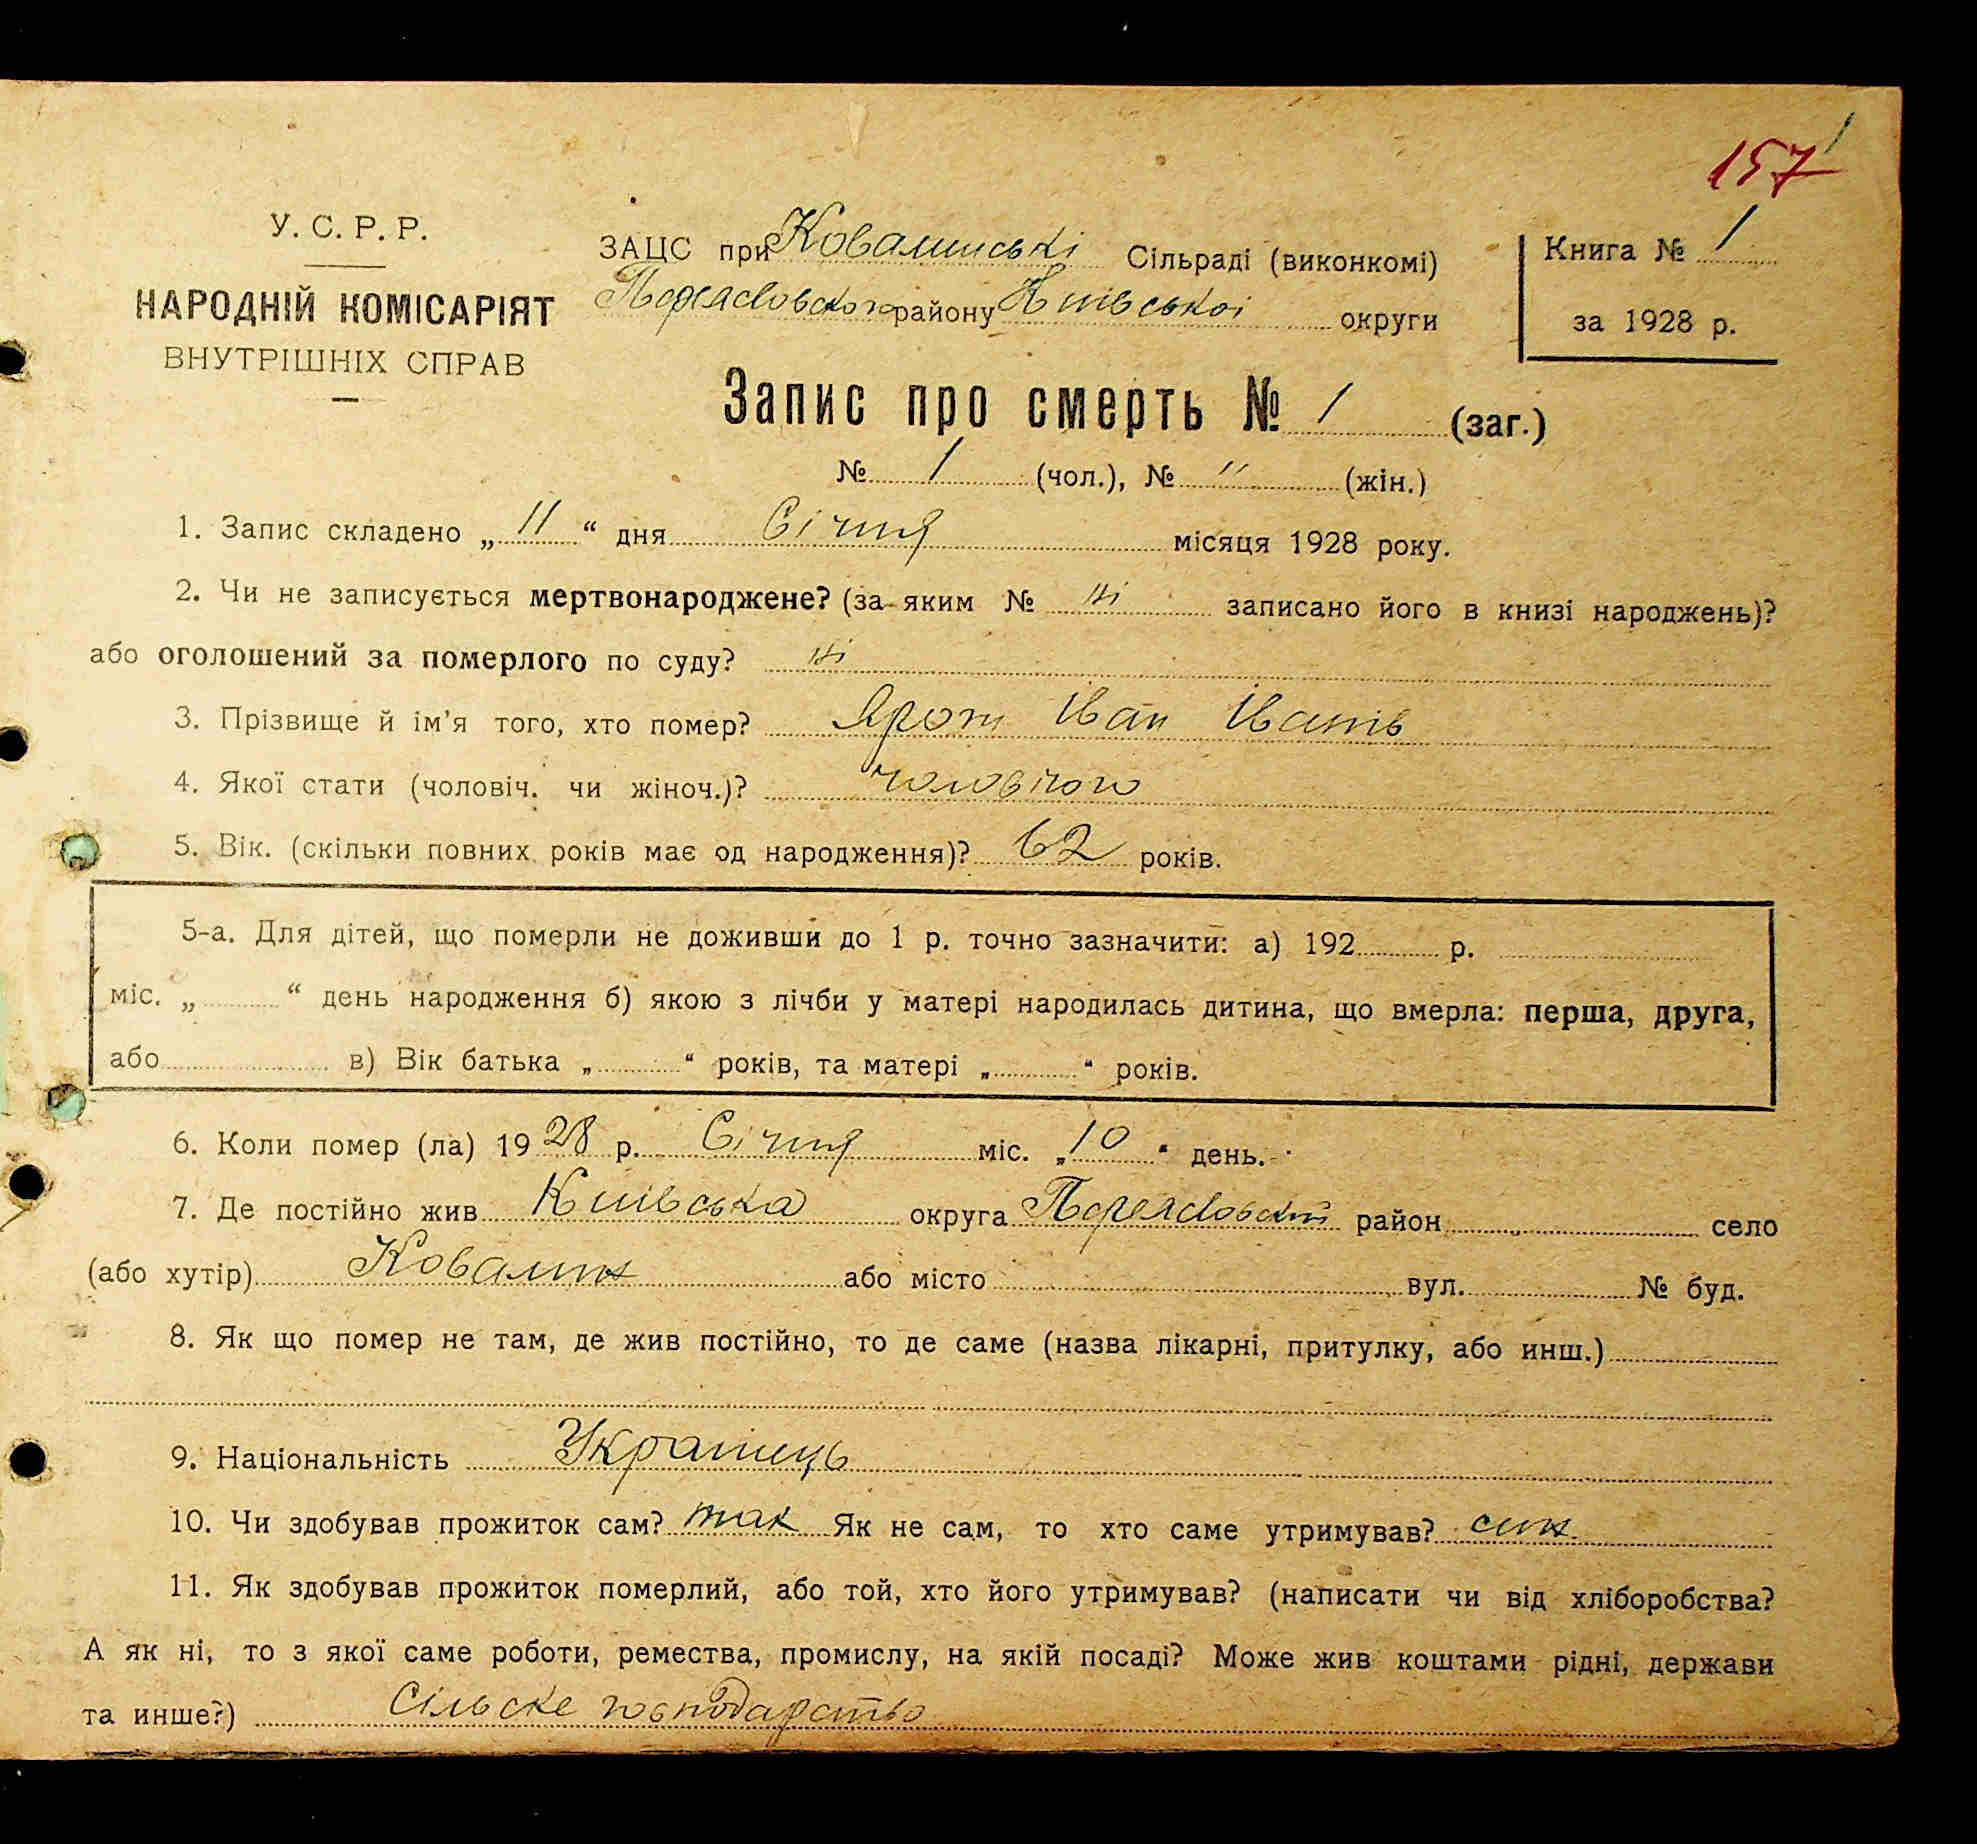 157
У. С. Р. Р.
НАРОДНІЙ КОМІСАРІЯТ
ВНУТРІШНІХ СПРАВ
ЗАЦС при Ковалинські Сільраді (виконкомі)
Переясловского району Киівськоі округи
Книга № 1
за 1928 р.
Запис про смерть № 1 (заг.)
№ 1 (чол.), № " (жін.)
1. Запис складено „ 11 “ дня Січня місяця 1928 року.
2. Чи не записується мертвонароджене? (за яким № ні записано його в книзі народжень)?
або оголошений за померлого по суду? ні
3. Прізвище й ім'я того, хто помер? Ярош Іван Іванів
4. Якої стати (чоловіч. чи жіноч.)? чоловічого
5. Вік. (скільки повних років має од народження)? 62 років.
5-а. Для дітей, що померли не доживши до 1 р. точно зазначити: а) 192 р.
міс. „ “ день народження б) якою з лічби у матері народилась дитина, що вмерла: перша, друга,
або в) Вік батька „ “ років, та матері „ “ років.
6. Коли помер (ла) 1928 р. Січня міс. „ 10 “ день.
7. Де постійно жив Киівська округа Переясловский район село
(або хутір) Ковалин або місто вул. № буд.
8. Як що помер не там, де жив постійно, то де саме (назва лікарні, притулку, або инш.)
9. Національність Украінець
10. Чи здобував прожиток сам? так Як не сам, то хто саме утримував? син
11. Як здобував прожиток померлий, або той, хто його утримував? (написати чи від хліборобства?
А як ні, то з якої саме роботи, ремества, промислу, на якій посаді? Може жив коштами рідні, держави
та инше?) Сільске господарство